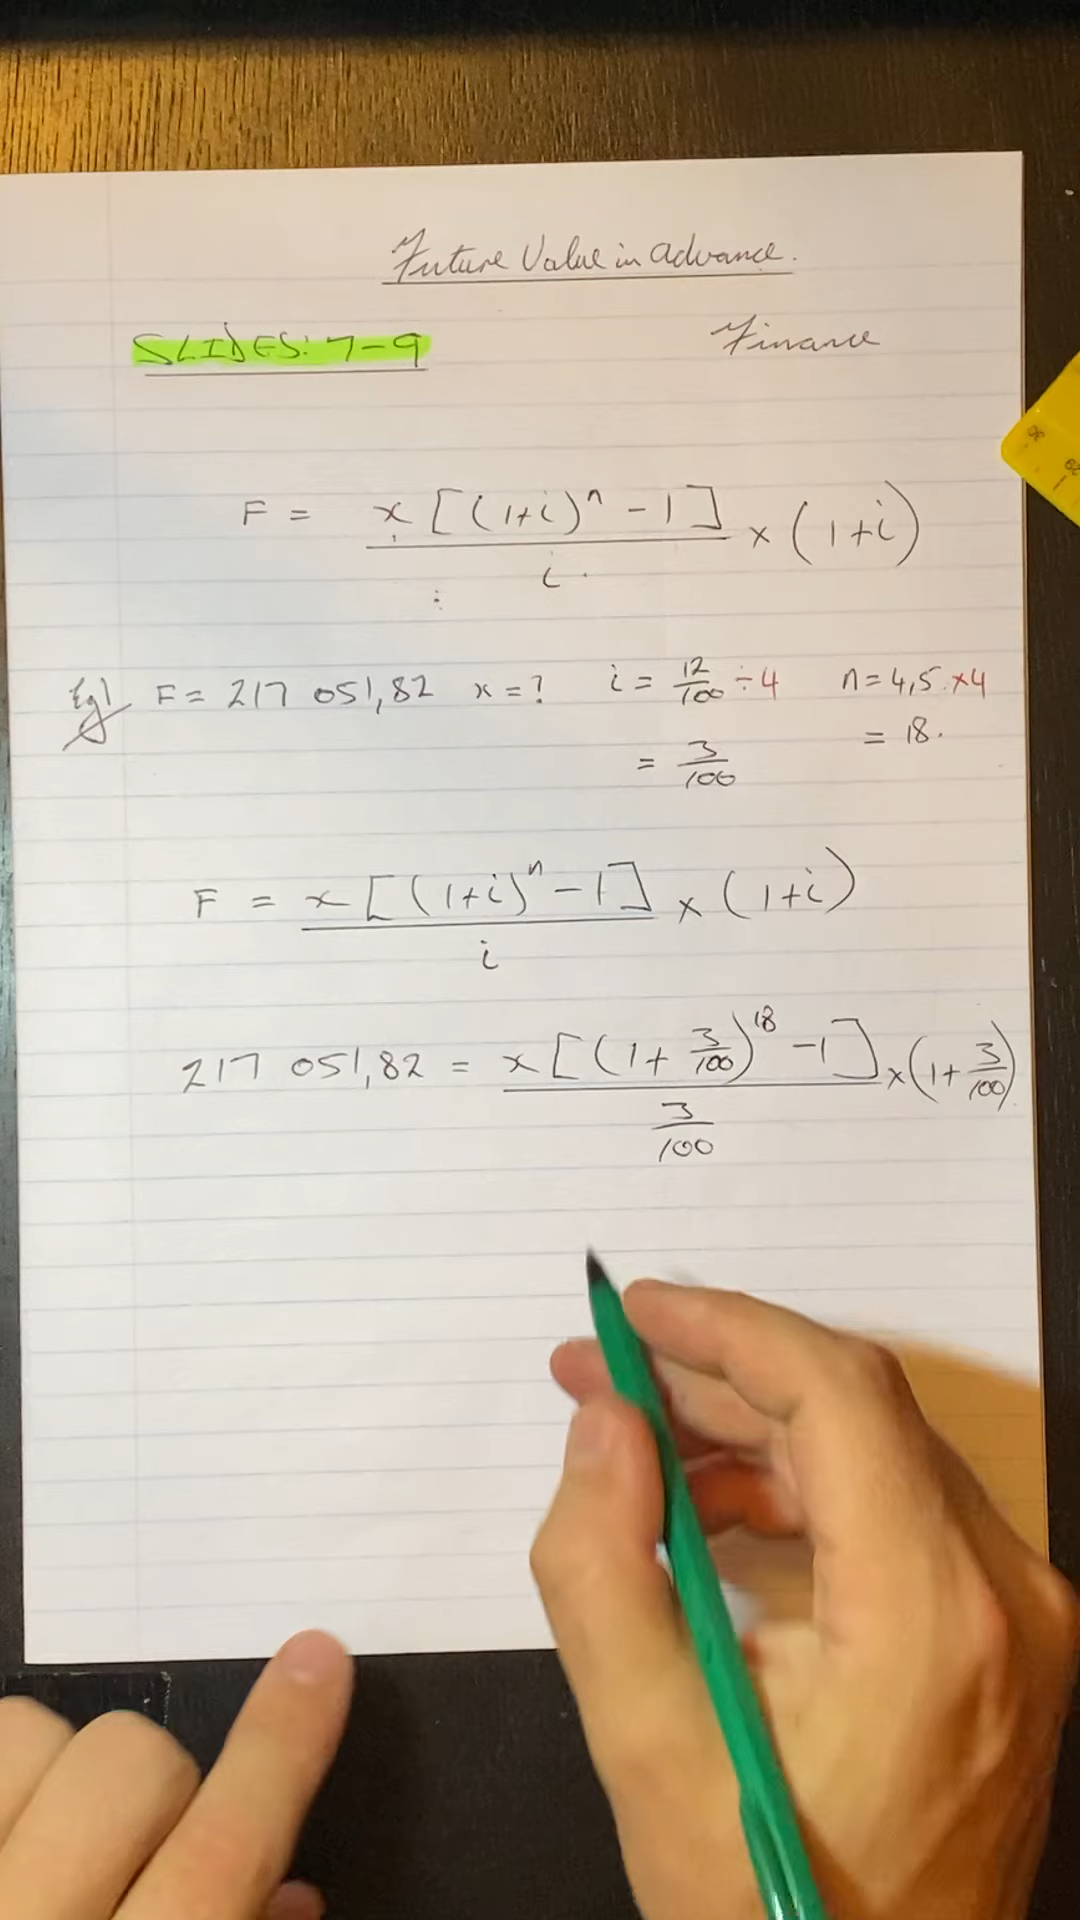 Future Value in advance.
SLIDES: 7-9
Finance
F = x[(1+i)^n - 1] / i × (1+i)
Eg1 F = 217 051,82 x = ? i = 12/100 ÷ 4 n = 4,5 × 4
= 3/100 = 18.
F = x[(1+i)^n - 1] / i × (1+i)
217 051,82 = x[(1 + 3/100)^18 - 1] / (3/100) × (1 + 3/100)